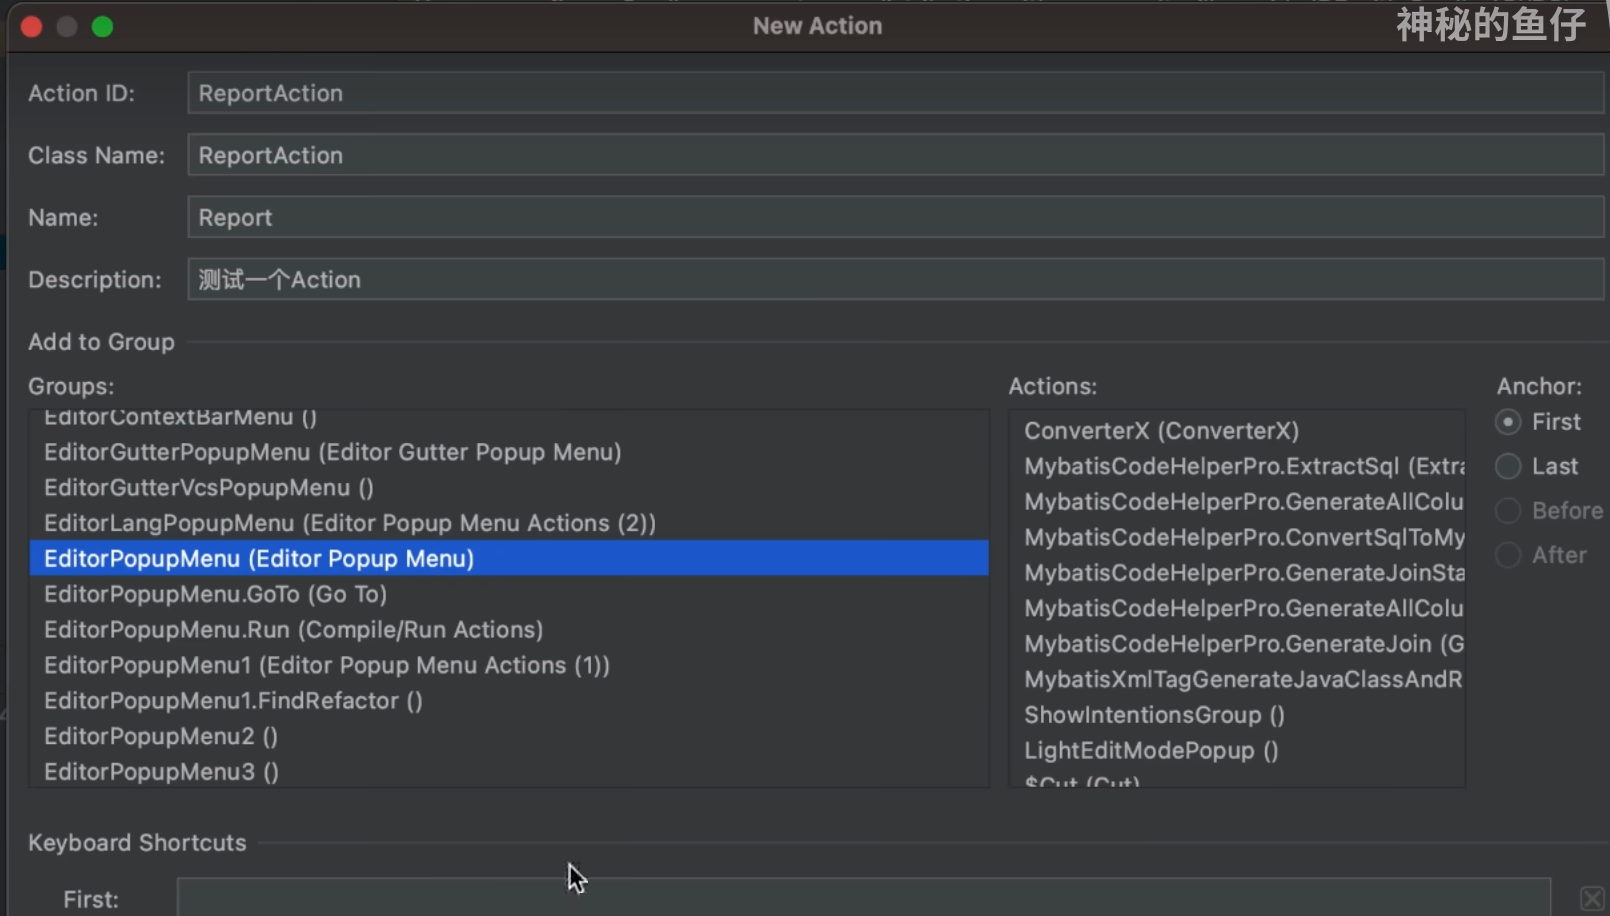 New Action
神秘的鱼仔
Action ID: ReportAction
Class Name: ReportAction
Name: Report
Description: 测试一个Action
Add to Group
Groups:
EditorContextBarMenu ()
EditorGutterPopupMenu (Editor Gutter Popup Menu)
EditorGutterVcsPopupMenu ()
EditorLangPopupMenu (Editor Popup Menu Actions (2))
EditorPopupMenu (Editor Popup Menu)
EditorPopupMenu.GoTo (Go To)
EditorPopupMenu.Run (Compile/Run Actions)
EditorPopupMenu1 (Editor Popup Menu Actions (1))
EditorPopupMenu1.FindRefactor ()
EditorPopupMenu2 ()
EditorPopupMenu3 ()
Actions:
ConverterX (ConverterX)
MybatisCodeHelperPro.ExtractSql (Extra
MybatisCodeHelperPro.GenerateAllColu
MybatisCodeHelperPro.ConvertSqlToMy
MybatisCodeHelperPro.GenerateJoinSta
MybatisCodeHelperPro.GenerateAllColu
MybatisCodeHelperPro.GenerateJoin (G
MybatisXmlTagGenerateJavaClassAndR
ShowIntentionsGroup ()
LightEditModePopup ()
$Cut (Cut)
Anchor:
First
Last
Before
After
Keyboard Shortcuts
First: